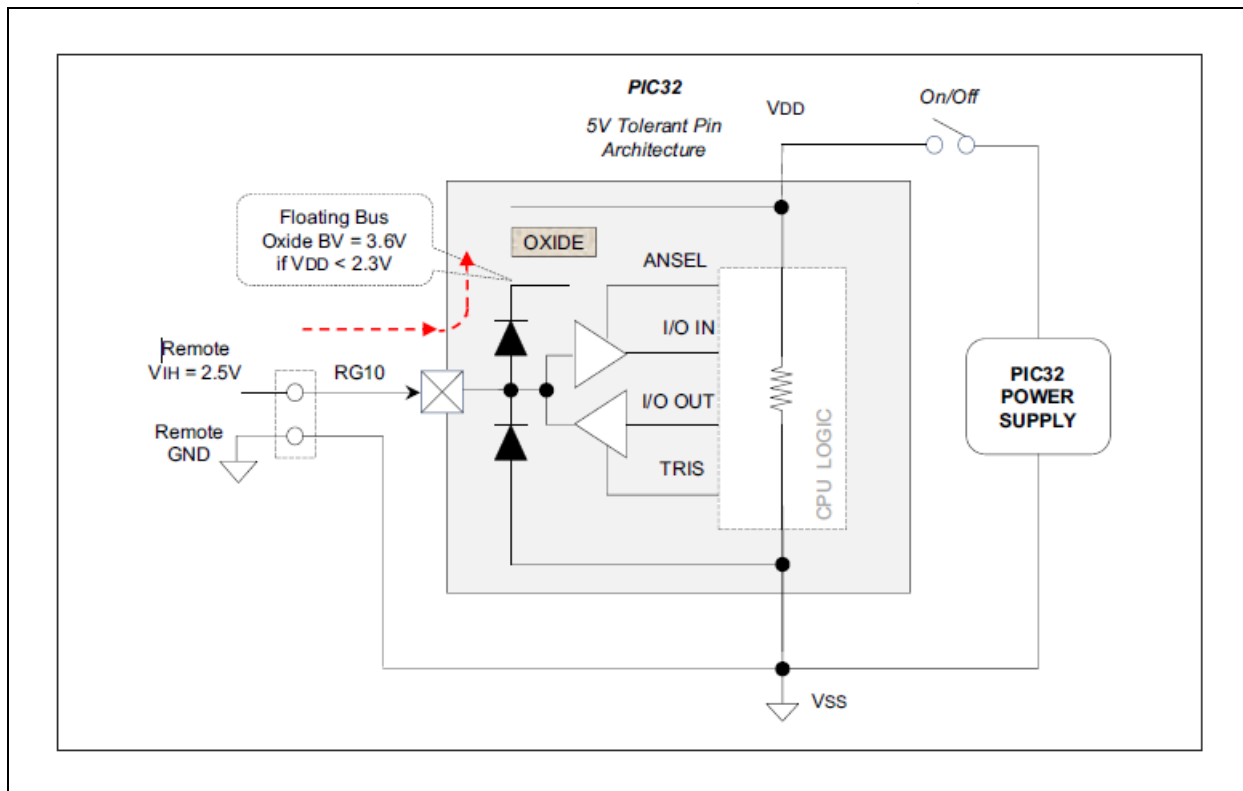 PIC32
5V Tolerant Pin
Architecture
VDD
On/Off
Floating Bus
Oxide BV = 3.6V
if VDD < 2.3V
OXIDE
ANSEL
I/O IN
Remote
VIH = 2.5V
RG10
I/O OUT
Remote
GND
TRIS
CPU LOGIC
PIC32
POWER
SUPPLY
VSS